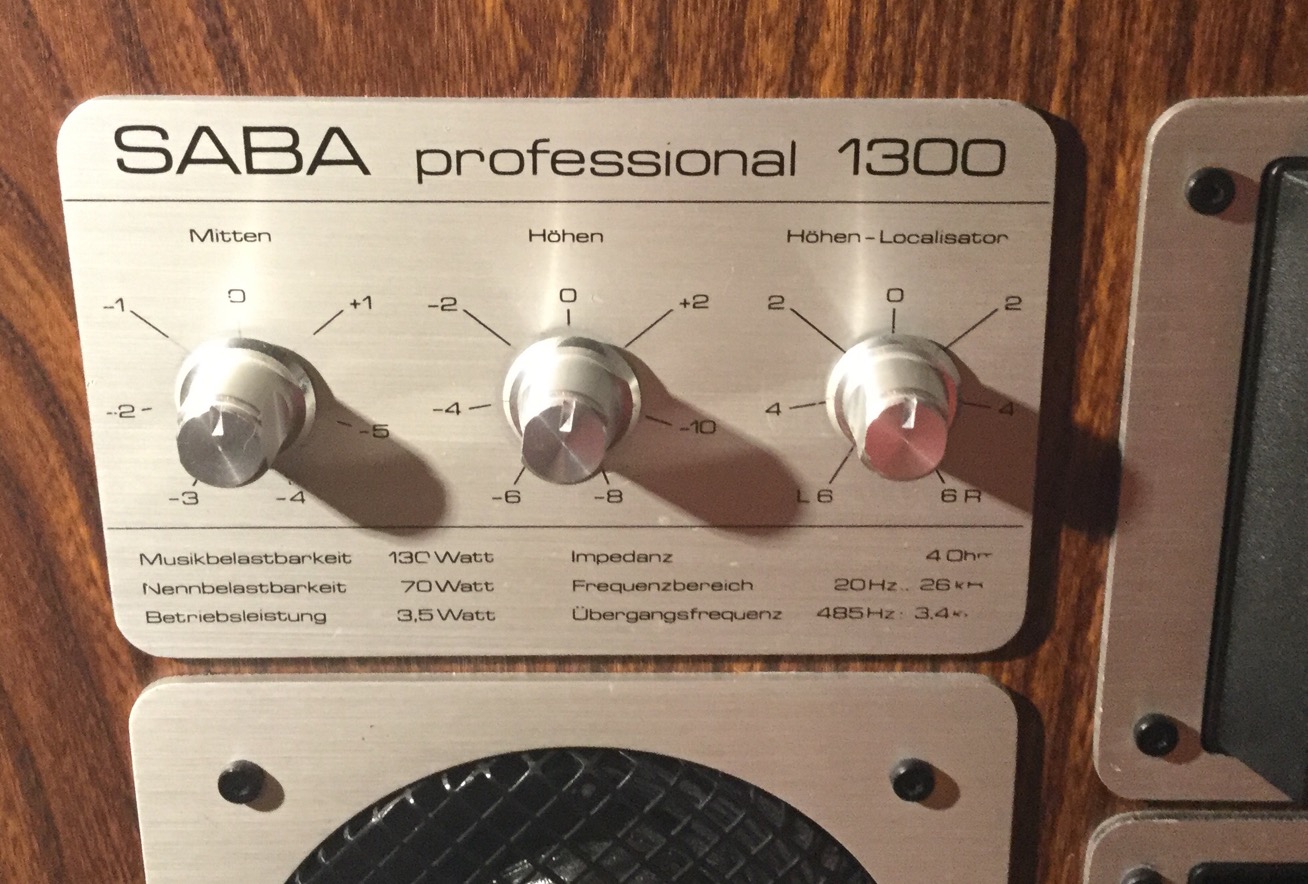 SABA professional 1300
Mitten Höhen Höhen-Localisator
-1 0 +1 -2 0 +2 2 0 2
-2 -5 -4 -10 4 4
-3 -4 -6 -8 L 6 6 R
Musikbelastbarkeit 130 Watt Impedanz 4 Ohm
Nennbelastbarkeit 70 Watt Frequenzbereich 20 Hz.. 26 kH
Betriebsleistung 3,5 Watt Übergangsfrequenz 485 Hz 3.4 k